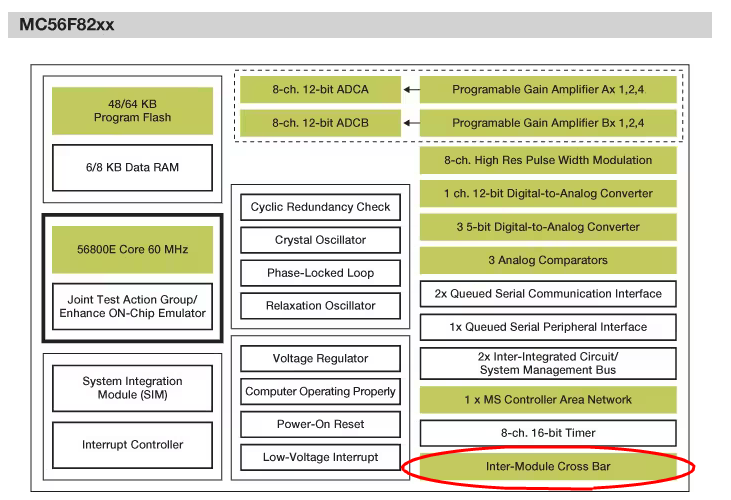 MC56F82xx
48/64 KB
Program Flash
6/8 KB Data RAM
56800E Core 60 MHz
Joint Test Action Group/
Enhance ON-Chip Emulator
System Integration
Module (SIM)
Interrupt Controller
Cyclic Redundancy Check
Crystal Oscillator
Phase-Locked Loop
Relaxation Oscillator
Voltage Regulator
Computer Operating Properly
Power-On Reset
Low-Voltage Interrupt
8-ch. 12-bit ADCA
Programable Gain Amplifier Ax 1,2,4
8-ch. 12-bit ADCB
Programable Gain Amplifier Bx 1,2,4
8-ch. High Res Pulse Width Modulation
1 ch. 12-bit Digital-to-Analog Converter
3 5-bit Digital-to-Analog Converter
3 Analog Comparators
2x Queued Serial Communication Interface
1x Queued Serial Peripheral Interface
2x Inter-Integrated Circuit/
System Management Bus
1 x MS Controller Area Network
8-ch. 16-bit Timer
Inter-Module Cross Bar